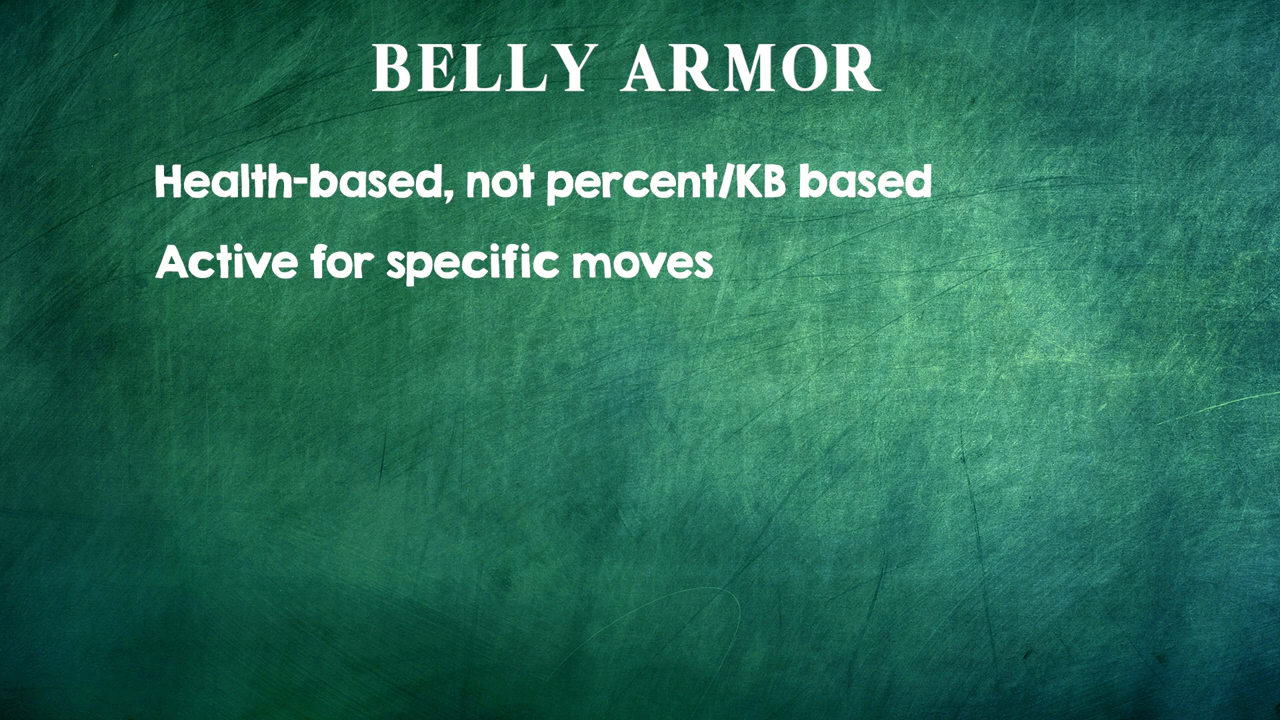 BELLY ARMOR
Health-based, not percent/KB based
Active for specific moves